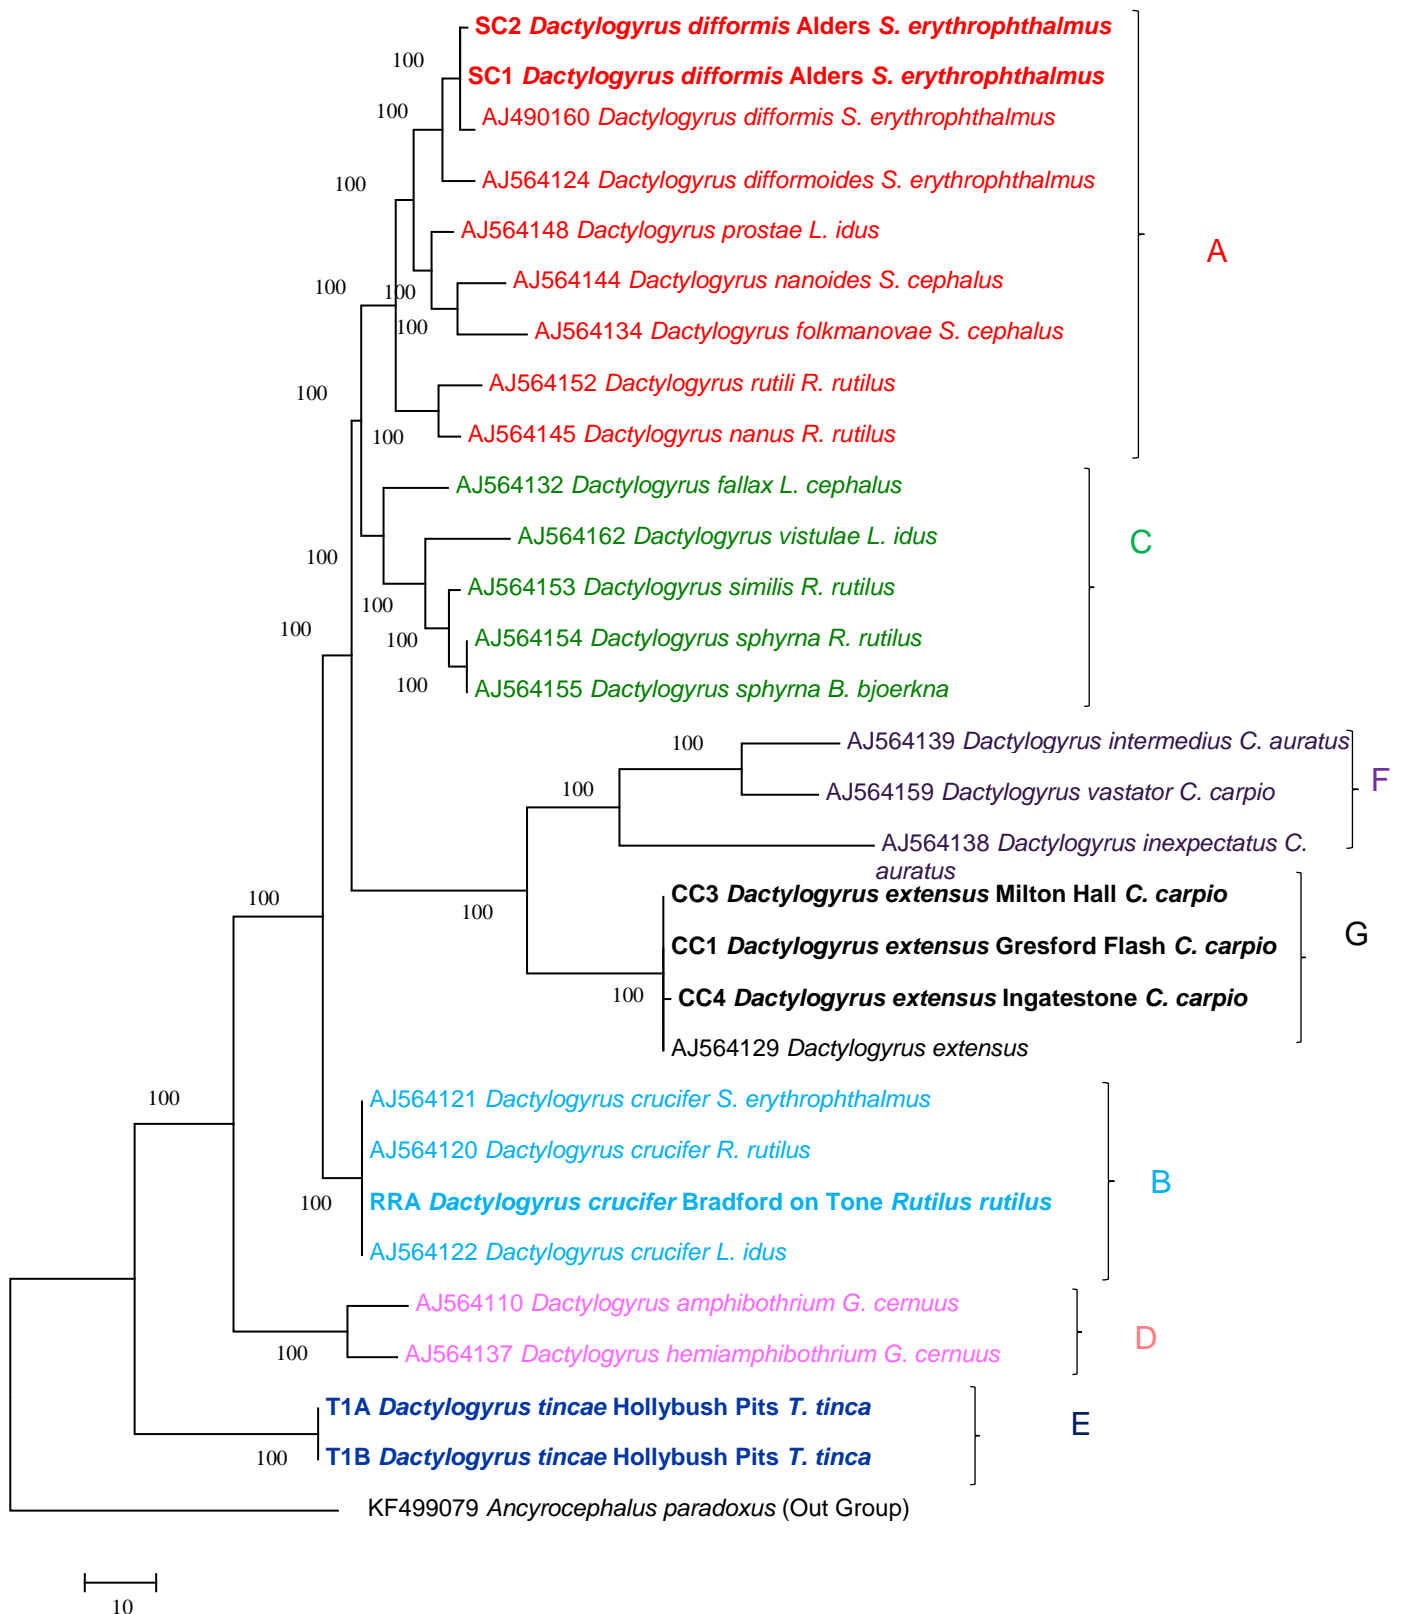 SC2 Dactylogyrus difformis Alders S. erythrophthalmus
100
SC1 Dactylogyrus difformis Alders S. erythrophthalmus
100
AJ490160 Dactylogyrus difformis S. erythrophthalmus
100
AJ564124 Dactylogyrus difformoides S. erythrophthalmus
AJ564148 Dactylogyrus prostae L. idus
A
100
100
AJ564144 Dactylogyrus nanoides S. cephalus
100
AJ564134 Dactylogyrus folkmanovae S. cephalus
100
AJ564152 Dactylogyrus rutili R. rutilus
100
AJ564145 Dactylogyrus nanus R. rutilus
AJ564132 Dactylogyrus fallax L. cephalus
AJ564162 Dactylogyrus vistulae L. idus
C
100
AJ564153 Dactylogyrus similis R. rutilus
100
100
100
AJ564154 Dactylogyrus sphyrna R. rutilus
100
AJ564155 Dactylogyrus sphyrna B. bjoerkna
100
AJ564139 Dactylogyrus intermedius C. auratus
F
100
AJ564159 Dactylogyrus vastator C. carpio
AJ564138 Dactylogyrus inexpectatus C.
auratus
100
100
CC3 Dactylogyrus extensus Milton Hall C. carpio
G
CC1 Dactylogyrus extensus Gresford Flash C. carpio
100
CC4 Dactylogyrus extensus Ingatestone C. carpio
AJ564129 Dactylogyrus extensus
100
AJ564121 Dactylogyrus crucifer S. erythrophthalmus
AJ564120 Dactylogyrus crucifer R. rutilus
B
100
RRA Dactylogyrus crucifer Bradford on Tone Rutilus rutilus
AJ564122 Dactylogyrus crucifer L. idus
AJ564110 Dactylogyrus amphibothrium G. cernuus
D
100
AJ564137 Dactylogyrus hemiamphibothrium G. cernuus
T1A Dactylogyrus tincae Hollybush Pits T. tinca
E
100
T1B Dactylogyrus tincae Hollybush Pits T. tinca
KF499079 Ancyrocephalus paradoxus (Out Group)
10